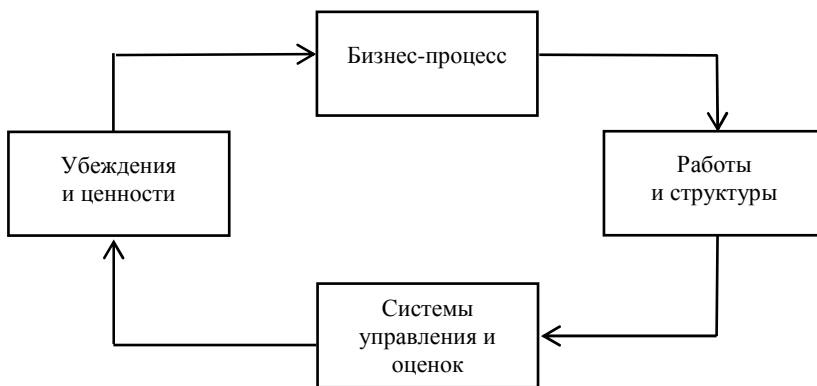 Бизнес-процесс
Убеждения
и ценности
Работы
и структуры
Системы
управления и
оценок